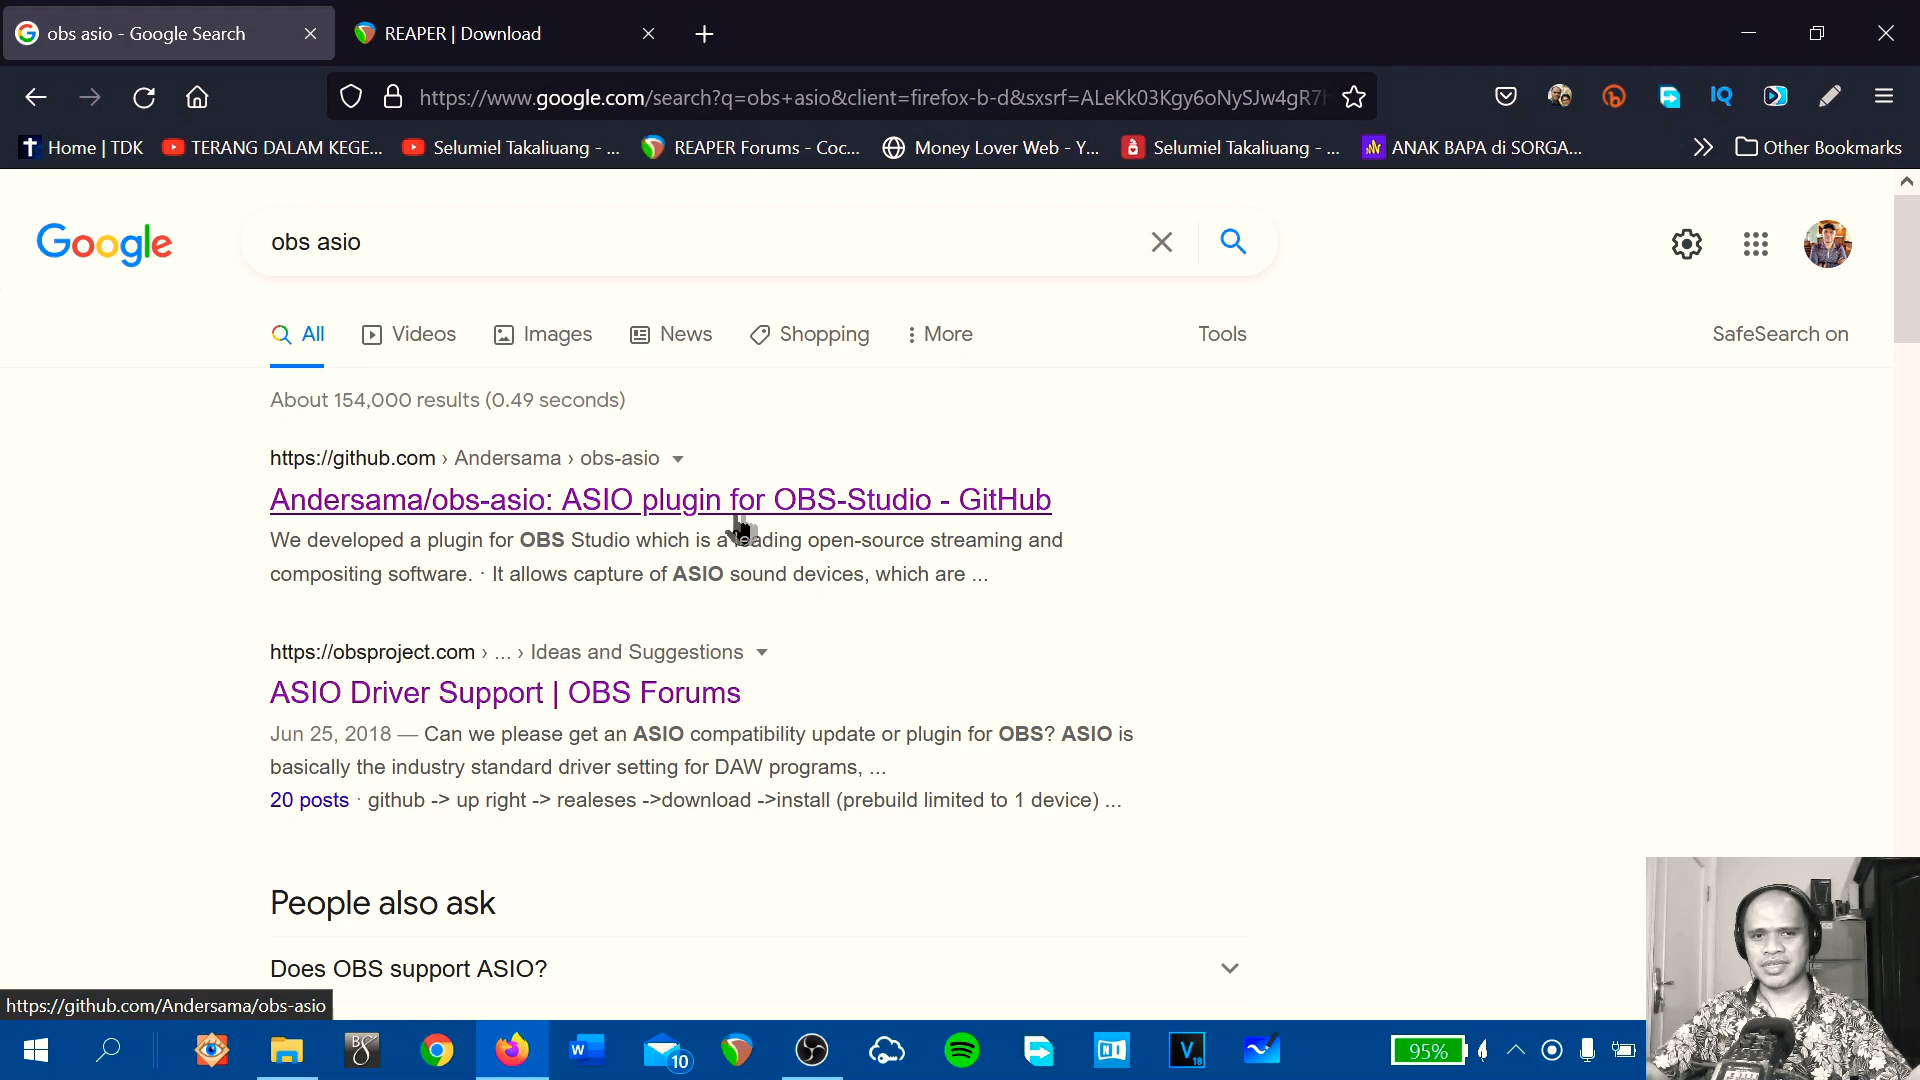 obs asio - Google Search
REAPER | Download
https://www.google.com/search?q=obs+asio&client=firefox-b-d&sxsrf=ALeKk03Kgy6oNySJw4gR7
IQ
Home | TDK
TERANG DALAM KEGE...
Selumiel Takaliuang - ...
REAPER Forums - Coc...
Money Lover Web - Y...
Selumiel Takaliuang - ...
ANAK BAPA di SORGA...
Other Bookmarks
Google
obs asio
All
Videos
Images
News
Shopping
More
Tools
SafeSearch on
About 154,000 results (0.49 seconds)
https://github.com › Andersama › obs-asio
Andersama/obs-asio: ASIO plugin for OBS-Studio - GitHub
We developed a plugin for OBS Studio which is a leading open-source streaming and
compositing software. · It allows capture of ASIO sound devices, which are ...
https://obsproject.com › ... › Ideas and Suggestions
ASIO Driver Support | OBS Forums
Jun 25, 2018 — Can we please get an ASIO compatibility update or plugin for OBS? ASIO is
basically the industry standard driver setting for DAW programs, ...
20 posts · github -> up right -> realeses ->download ->install (prebuild limited to 1 device) ...
People also ask
Does OBS support ASIO?
https://github.com/Andersama/obs-asio
W
10
V
18
95%